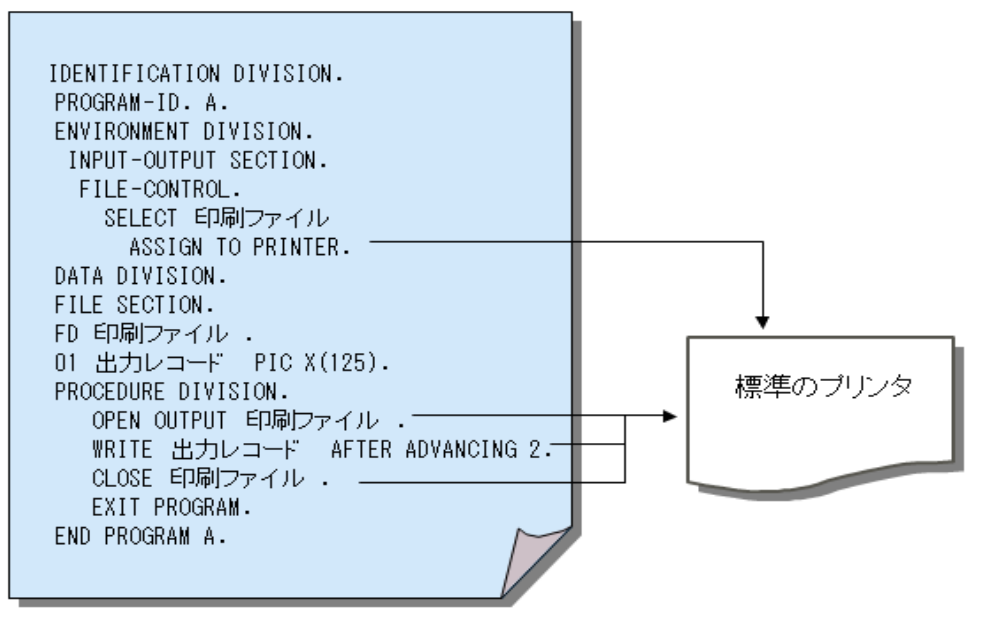 IDENTIFICATION DIVISION.
PROGRAM-ID. A.
ENVIRONMENT DIVISION.
INPUT-OUTPUT SECTION.
FILE-CONTROL.
SELECT 印刷ファイル
ASSIGN TO PRINTER.
DATA DIVISION.
FILE SECTION.
FD 印刷ファイル .
01 出力レコード PIC X(125).
PROCEDURE DIVISION.
OPEN OUTPUT 印刷ファイル .
WRITE 出力レコード AFTER ADVANCING 2.
CLOSE 印刷ファイル .
EXIT PROGRAM.
END PROGRAM A.
標準のプリンタ